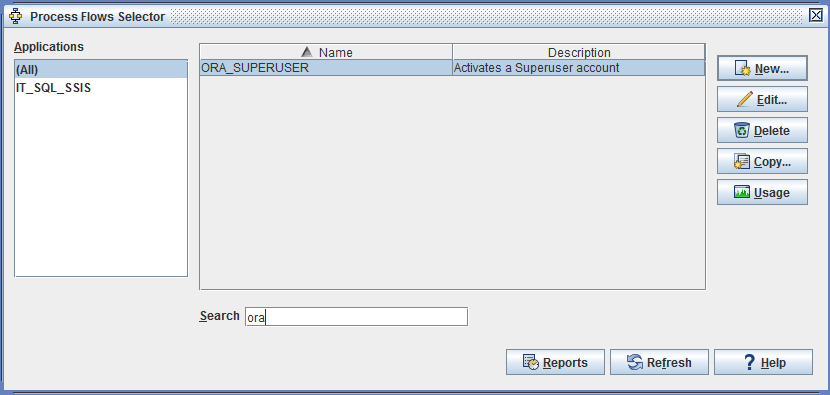 Process Flows Selector
Applications
(All)
IT_SQL_SSIS
Name Description
ORA_SUPERUSER Activates a Superuser account
New...
Edit...
Delete
Copy...
Usage
Search ora
Reports Refresh Help